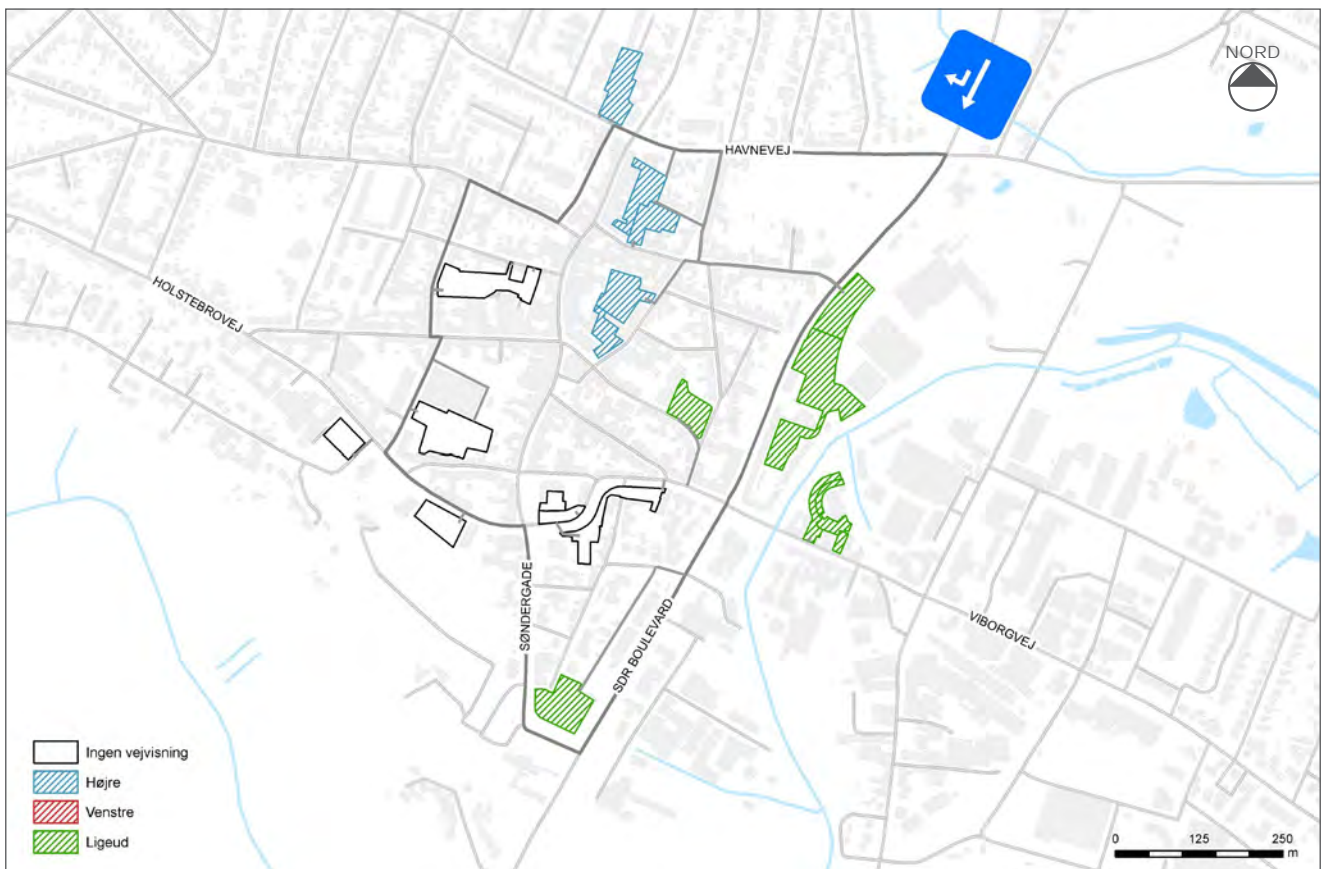 NORD
HAVNEVEJ
HOLSTEBROVEJ
SØNDERGADE
SDR BOULEVARD
VIBORGVEJ
Ingen vejvisning
Højre
Venstre
Ligeud
0 125 250
m